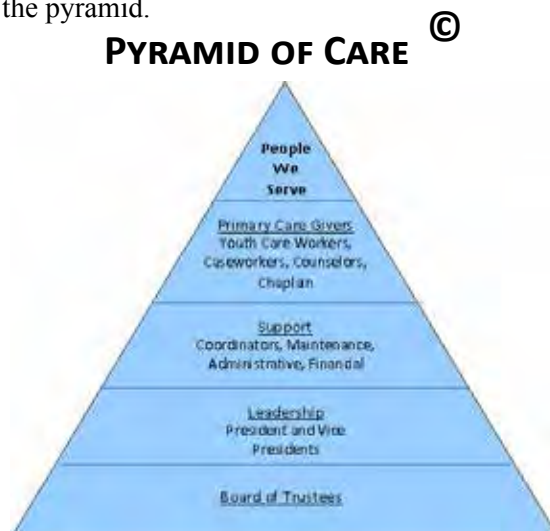 the pyramid.
PYRAMID OF CARE ©
People
We
Serve
Primary Care Givers
Youth Care Workers,
Caseworkers, Counselors,
Chaplain
Support
Coordinators, Maintenance,
Administrative, Financial
Leadership
President and Vice
Presidents
Board of Trustees